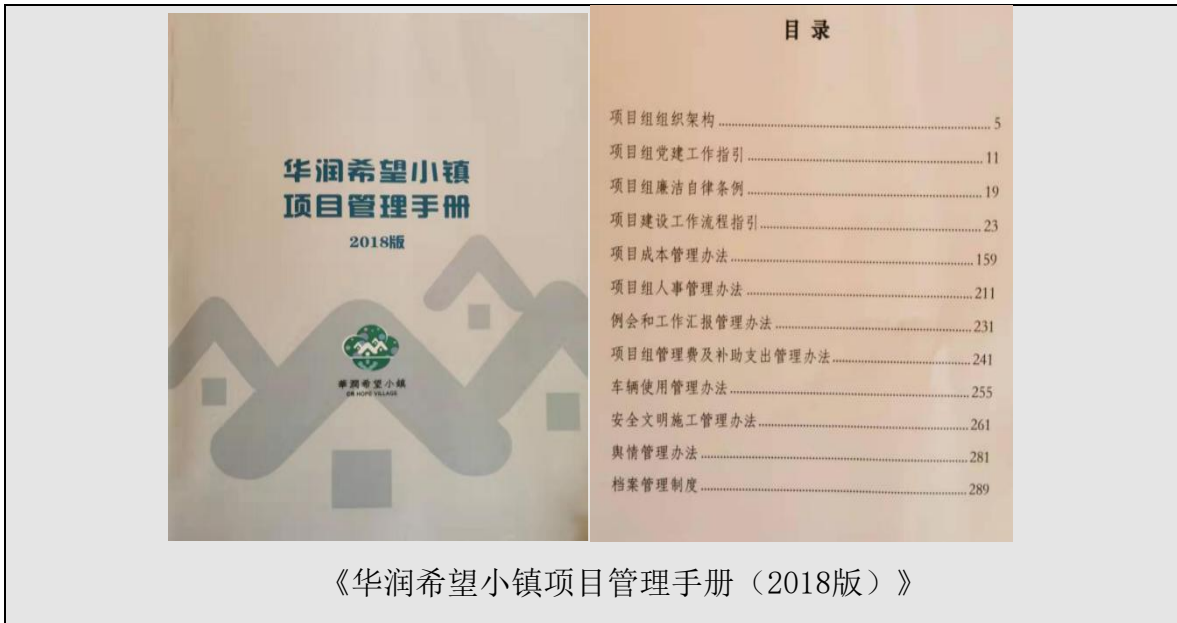 华润希望小镇
项目管理手册
2018版
華潤希望小镇
CR HOPE VILLAGE
目录
项目组组织架构 5
项目组党建工作指引 11
项目组廉洁自律条例 19
项目建设工作流程指引 23
项目成本管理办法 159
项目组人事管理办法 211
例会和工作汇报管理办法 231
项目组管理费及补助支出管理办法 241
车辆使用管理办法 255
安全文明施工管理办法 261
舆情管理办法 281
档案管理制度 289
《华润希望小镇项目管理手册（2018版）》